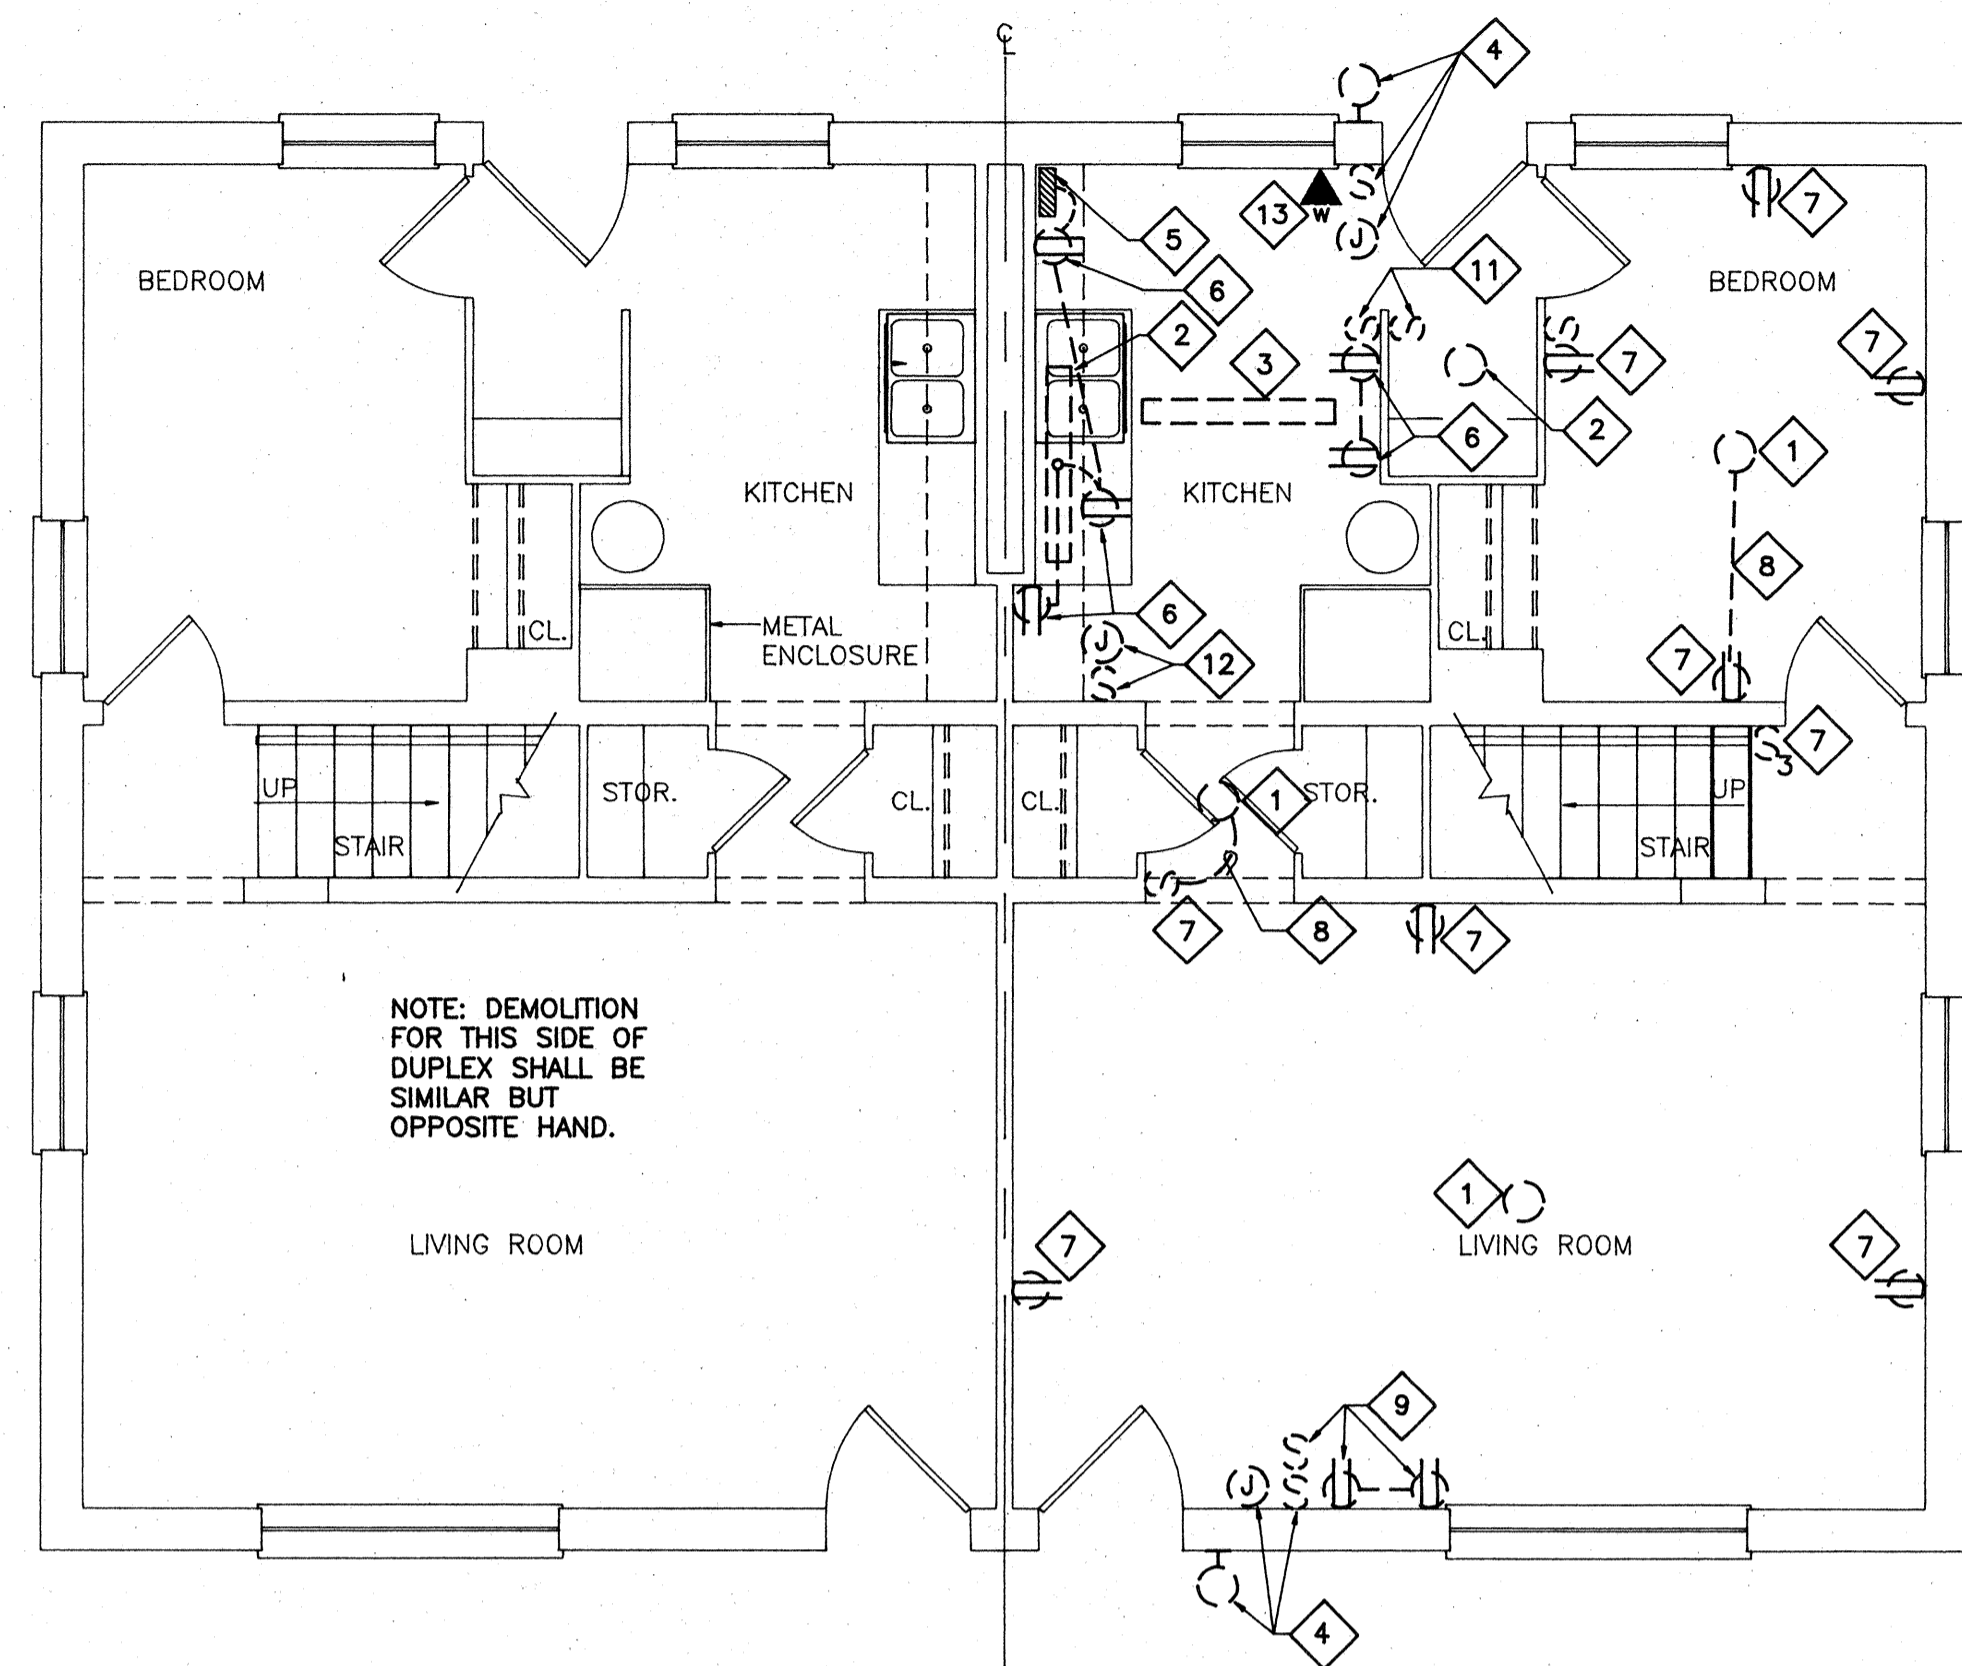 ℄
4
13
W
S
J
5
6
7
BEDROOM
11
BEDROOM
2
3
S
S
S
7
7
2
6
1
KITCHEN
KITCHEN
8
CL.
METAL
ENCLOSURE
6
J
12
S
CL.
7
7
S
3
UP
STOR.
CL.
CL.
1
STOR.
UP
STAIR
STAIR
S
7
8
7
NOTE: DEMOLITION
FOR THIS SIDE OF
DUPLEX SHALL BE
SIMILAR BUT
OPPOSITE HAND.
1
LIVING ROOM
7
LIVING ROOM
7
9
S
J
S
4